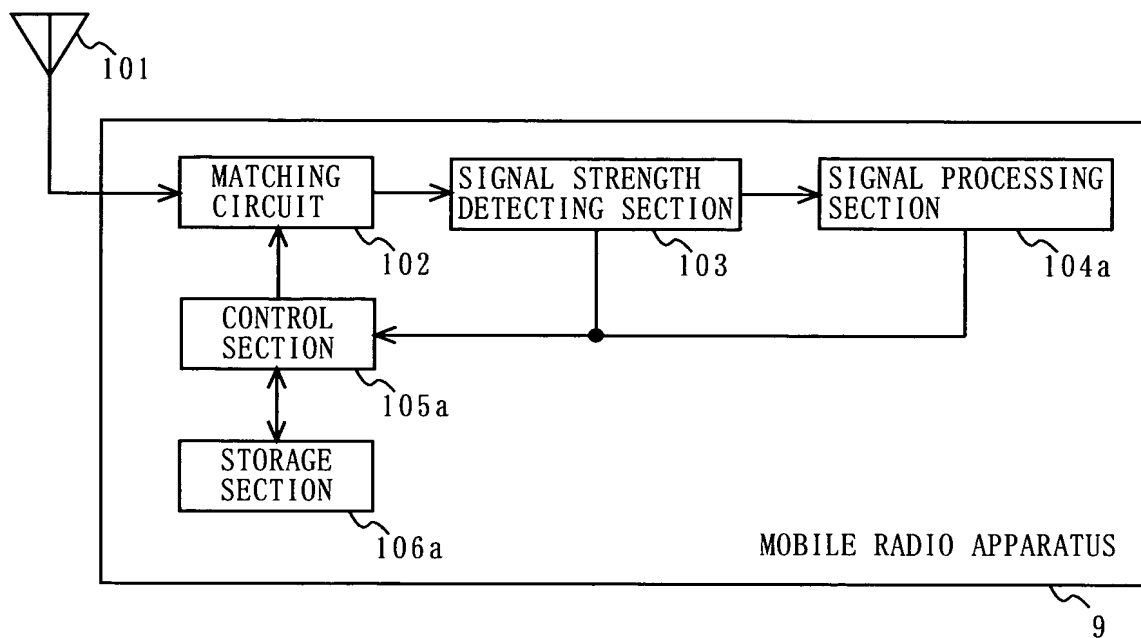 101
MATCHING
CIRCUIT
102
SIGNAL STRENGTH
DETECTING SECTION
103
SIGNAL PROCESSING
SECTION
104a
CONTROL
SECTION
105a
STORAGE
SECTION
106a
MOBILE RADIO APPARATUS
9